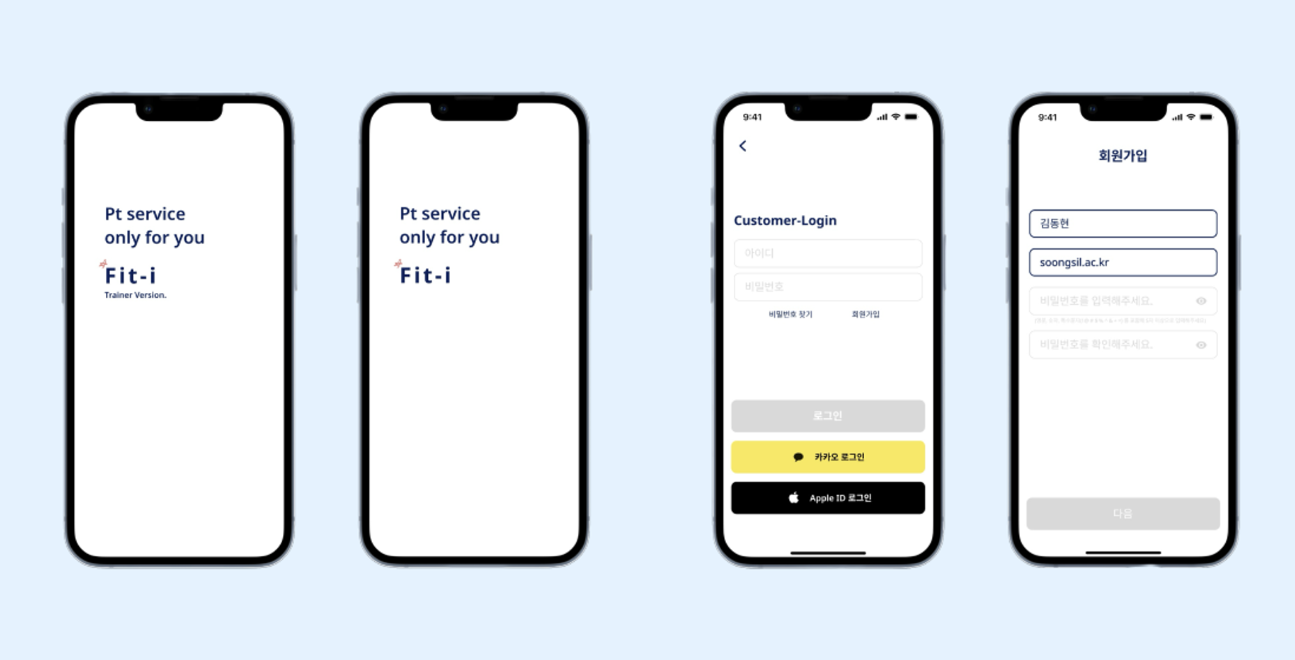 Pt service
only for you
Fit-i
Trainer Version.
Pt service
only for you
Fit-i
9:41
Customer-Login
아이디
비밀번호
비밀번호 찾기 회원가입
로그인
카카오 로그인
Apple ID 로그인
9:41
회원가입
김동현
soongsil.ac.kr
비밀번호를 입력해주세요.
비밀번호를 확인해주세요.
다음